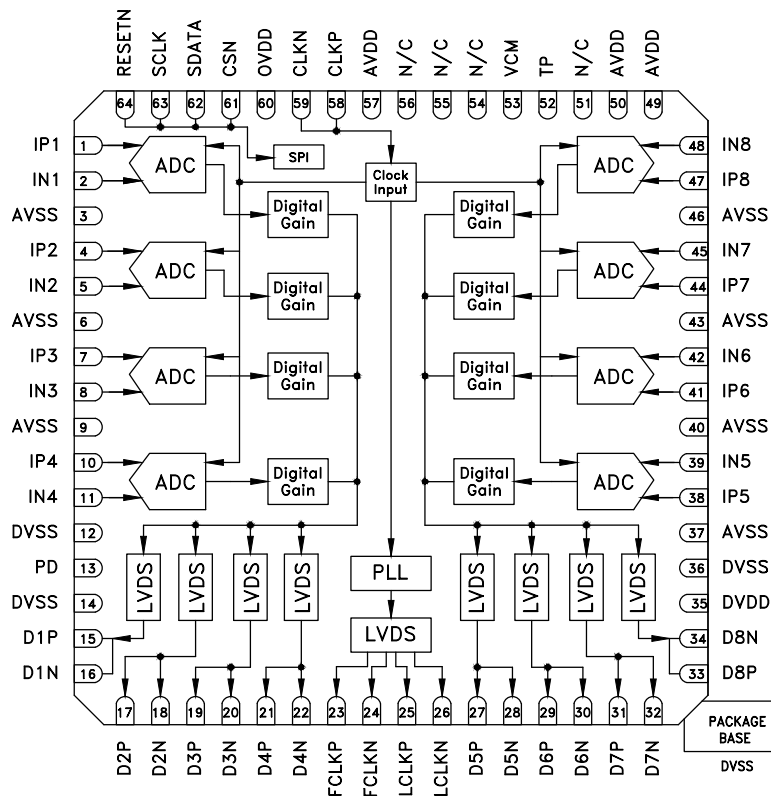 RESETN SCLK SDATA CSN OVDD CLKN CLKP AVDD N/C N/C N/C VCM TP N/C AVDD AVDD
64 63 62 61 60 59 58 57 56 55 54 53 52 51 50 49
IP1 1 ADC SPI Clock Input ADC 48 IN8
IN1 2 47 IP8
AVSS 3 Digital Gain Digital Gain 46 AVSS
IP2 4 ADC ADC 45 IN7
IN2 5 Digital Gain Digital Gain 44 IP7
AVSS 6 43 AVSS
IP3 7 ADC Digital Gain Digital Gain ADC 42 IN6
IN3 8 41 IP6
AVSS 9 40 AVSS
IP4 10 ADC Digital Gain Digital Gain ADC 39 IN5
IN4 11 38 IP5
DVSS 12 37 AVSS
PD 13 LVDS LVDS LVDS LVDS PLL LVDS LVDS LVDS LVDS 36 DVSS
DVSS 14 35 DVDD
D1P 15 LVDS 34 D8N
D1N 16 33 D8P
17 18 19 20 21 22 23 24 25 26 27 28 29 30 31 32
D2P D2N D3P D3N D4P D4N FCLKP FCLKN LCLKP LCLKN D5P D5N D6P D6N D7P D7N
PACKAGE
BASE
DVSS